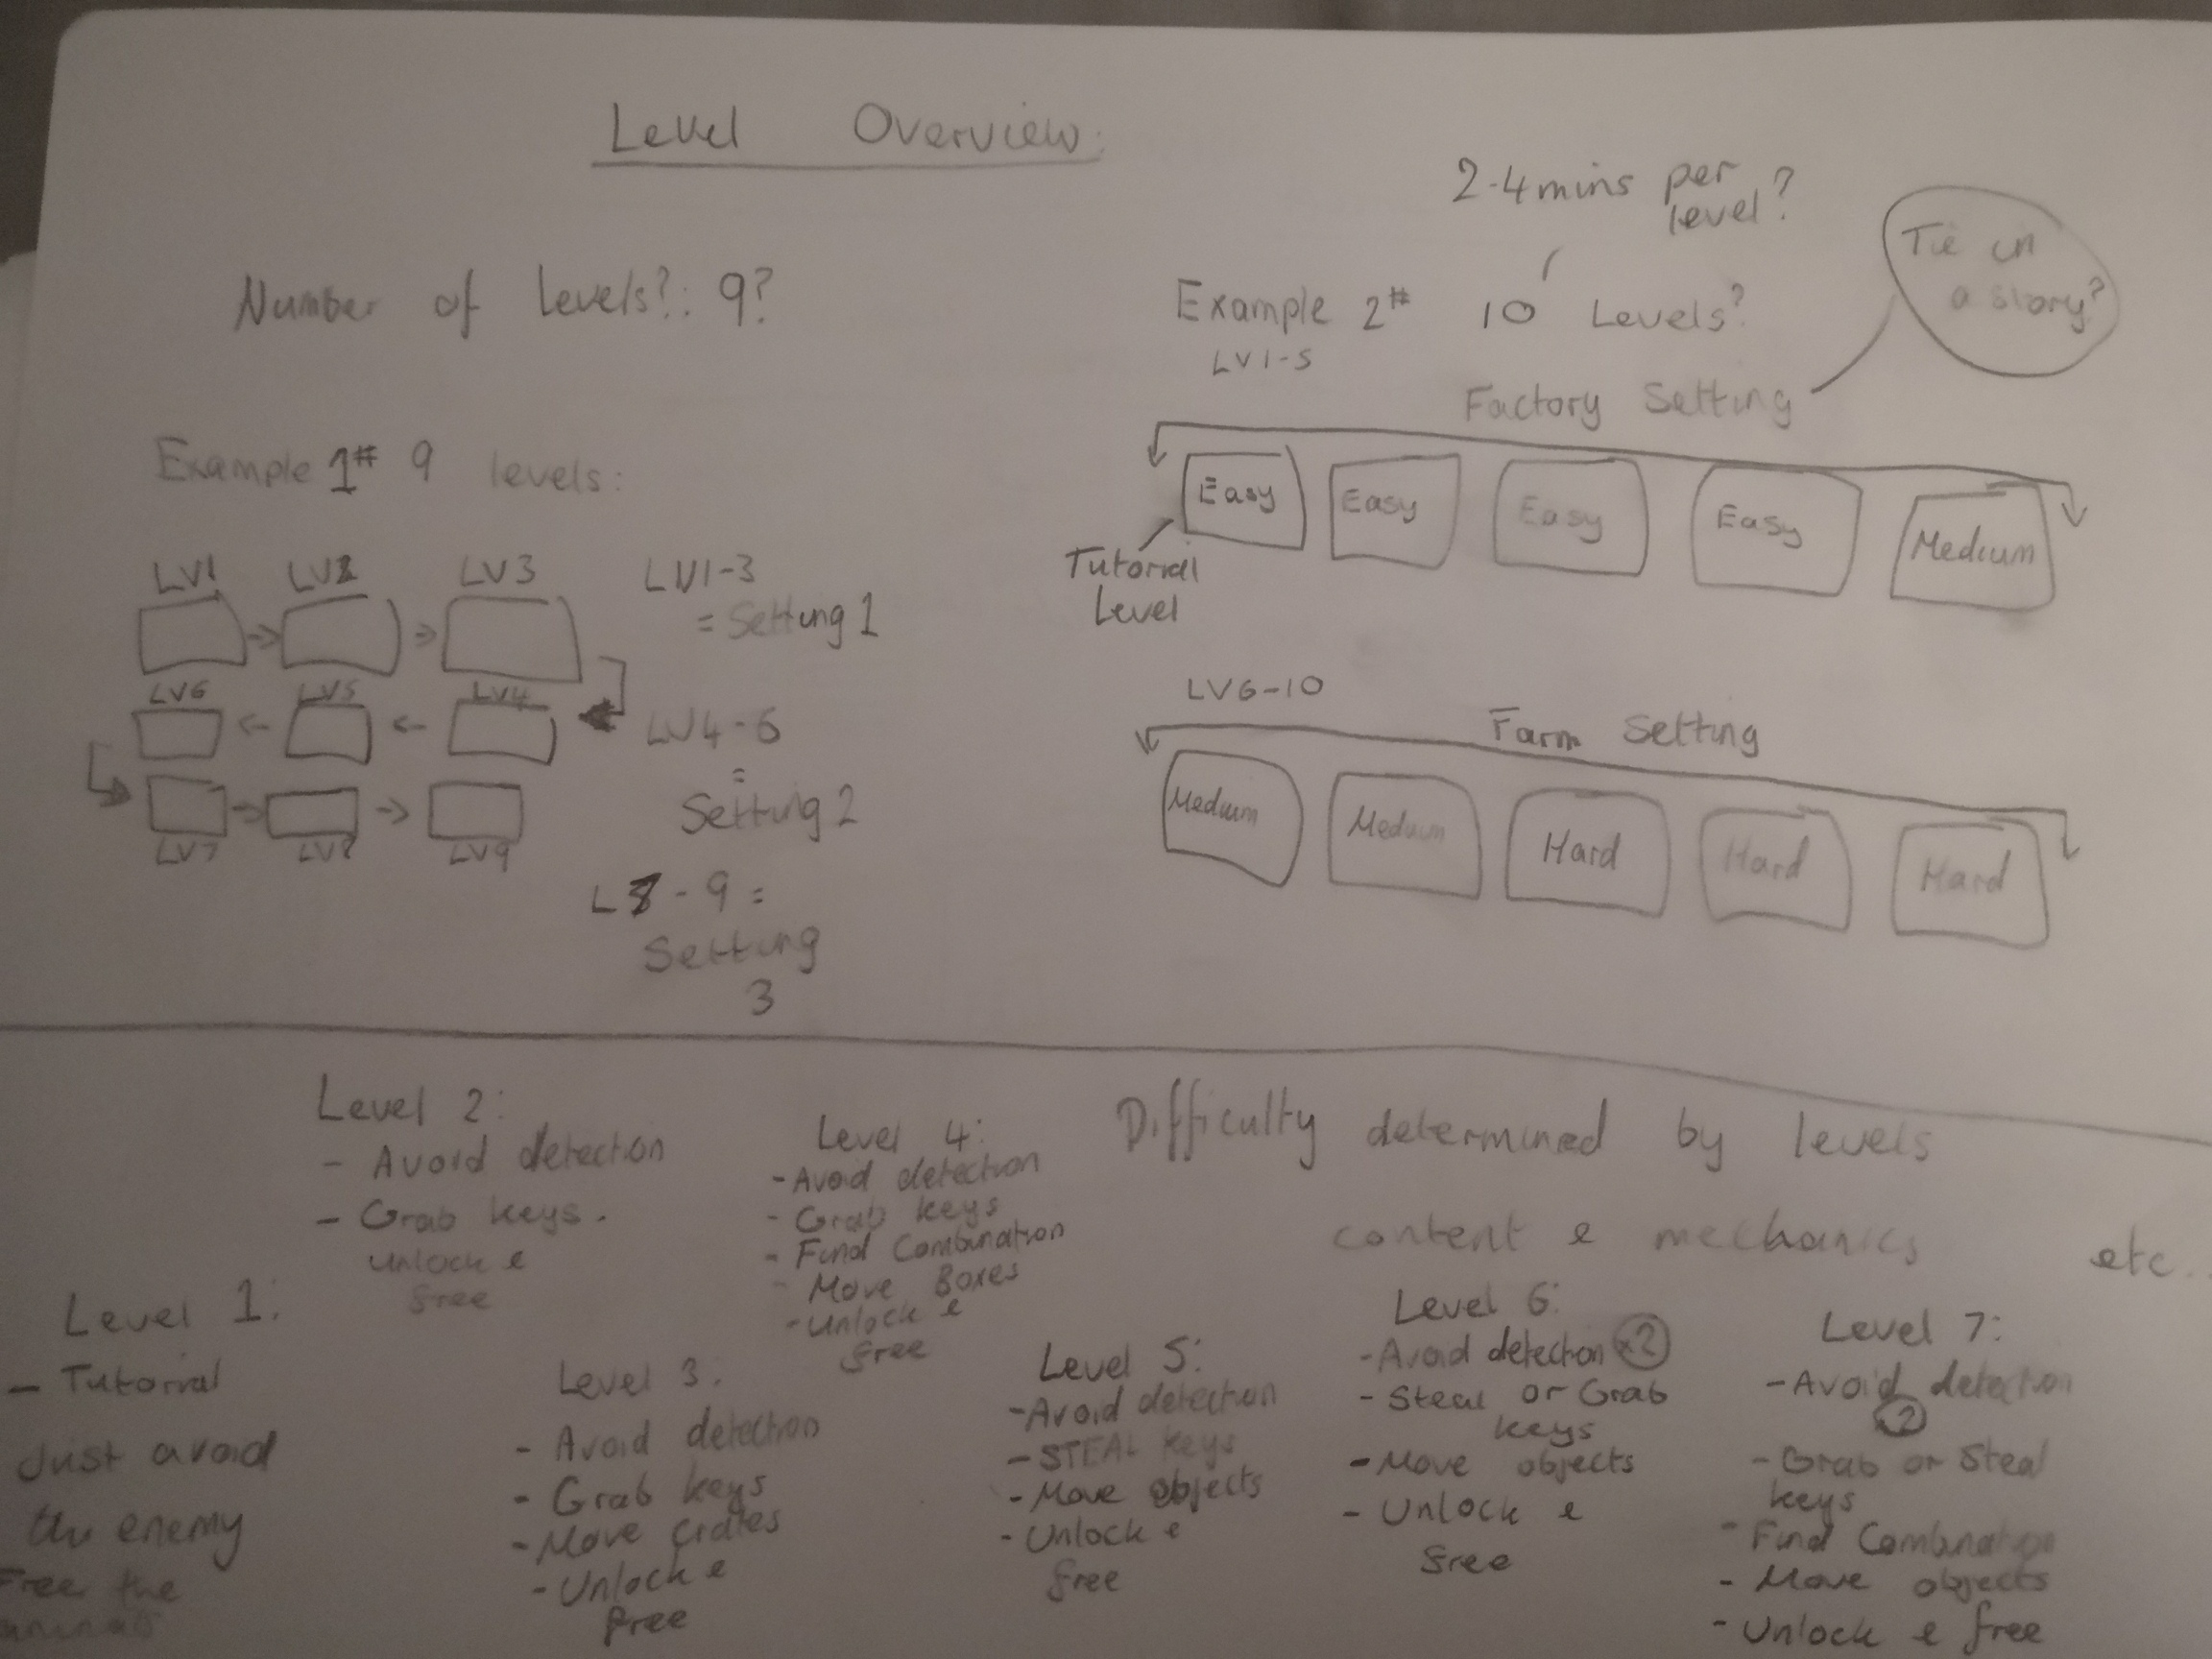 Level Overview:
Number of Levels?: 9?
Example 1# 9 levels:
LV1 LV2 LV3
LV6 LV5 LV4
LV7 LV8 LV9
LV1-3
= Setting 1
LV4-6
=
Setting 2
L7-9 =
Setting
3
2-4mins per
level?
Example 2# 10 Levels?
LV1-5
Tie in
a story?
Factory Setting
Easy Easy Easy Easy Medium
Tutorial
Level
LV6-10
Farm Setting
Medium Medium Hard Hard Hard
Difficulty determined by levels
content e mechanics etc..
Level 1:
- Tutorial
Just avoid
the enemy
Free the
animals
Level 2:
- Avoid detection
- Grab keys.
unlock e
free
Level 3:
- Avoid detection
- Grab keys
- Move crates
- Unlock e
free
Level 4:
- Avoid detection
- Grab keys
- Find Combination
- Move Boxes
- Unlock e
free
Level 5:
- Avoid detection
- STEAL keys
- Move objects
- Unlock e
free
Level 6:
- Avoid detection x2
- Steal or Grab
keys
- Move objects
- Unlock e
free
Level 7:
- Avoid detection
x2
- Grab or Steal
keys
- Find Combination
- Move objects
- Unlock e free